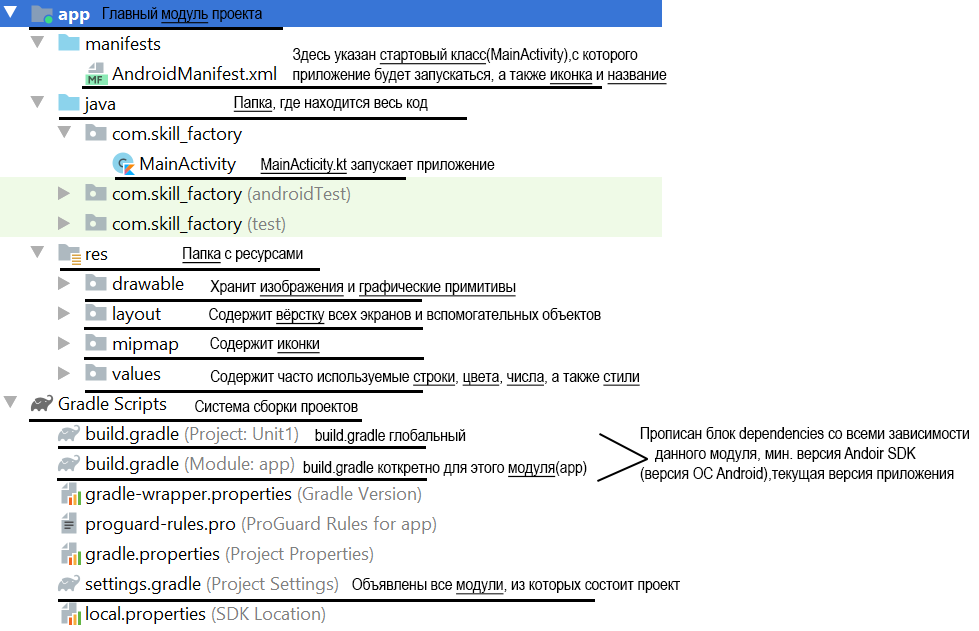 app Главный модуль проекта
manifests
Здесь указан стартовый класс(MainActivity),с которого
AndroidManifest.xml приложение будет запускаться, а также иконка и название
java Папка, где находится весь код
com.skill_factory
MainActivity MainActicity.kt запускает приложение
com.skill_factory (androidTest)
com.skill_factory (test)
res Папка с ресурсами
drawable Хранит изображения и графические примитивы
layout Содержит вёрстку всех экранов и вспомогательных объектов
mipmap Содержит иконки
values Содержит часто используемые строки, цвета, числа, а также стили
Gradle Scripts Система сборки проектов
build.gradle (Project: Unit1) build.gradle глобальный
build.gradle (Module: app) build.gradle коткретно для этого модуля(app)
Прописан блок dependencies со всеми зависимости
данного модуля, мин. версия Andoir SDK
(версия ОС Android),текущая версия приложения
gradle-wrapper.properties (Gradle Version)
proguard-rules.pro (ProGuard Rules for app)
gradle.properties (Project Properties)
settings.gradle (Project Settings) Объявлены все модули, из которых состоит проект
local.properties (SDK Location)